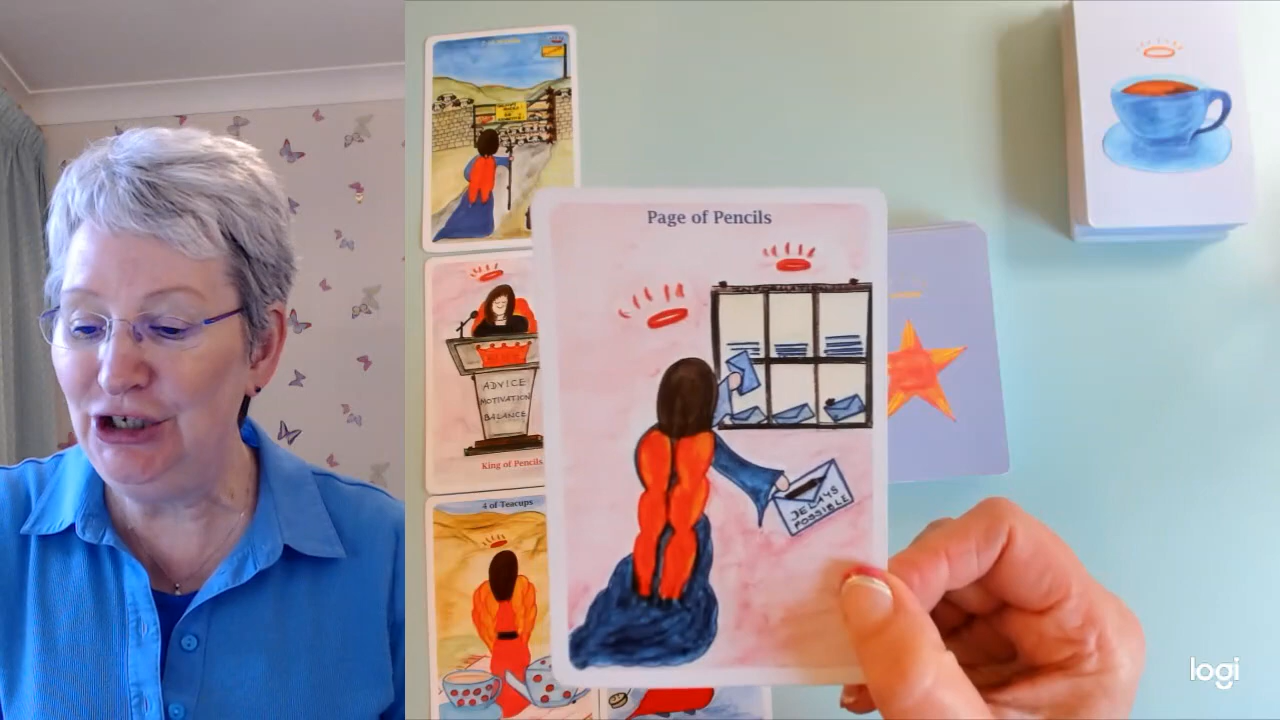 Page of Pencils
DELAYS
POSSIBLE
ADVICE
MOTIVATION
BALANCE
King of Pencils
4 of Teacups
logi